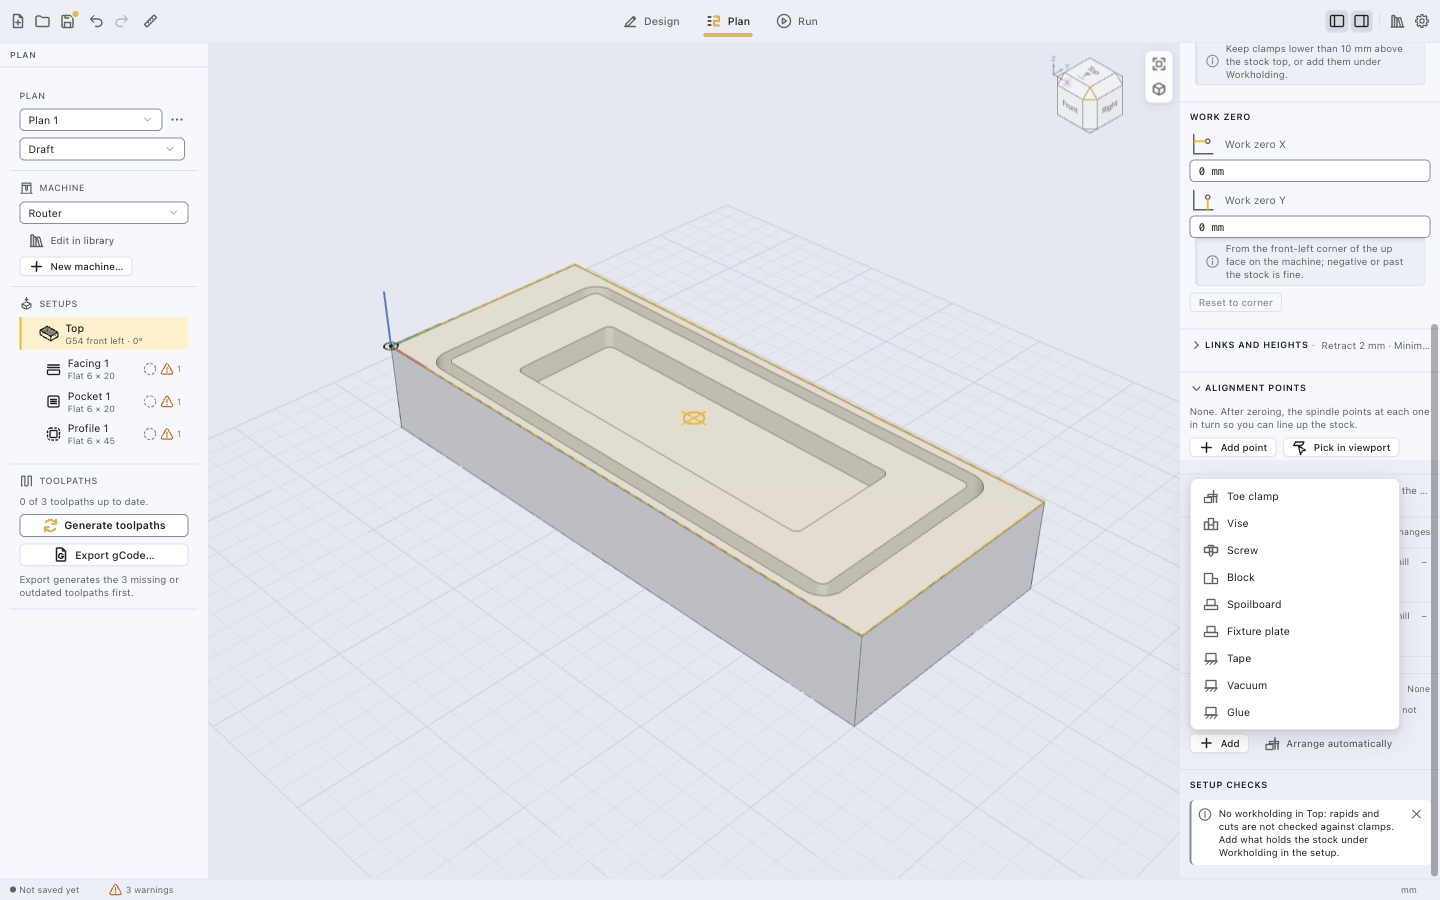 Design
Plan
Run
PLAN
PLAN
Plan 1
Draft
MACHINE
Router
Edit in library
New machine...
SETUPS
Top
G54 front left · 0°
Facing 1
Flat 6 × 20
1
Pocket 1
Flat 6 × 20
1
Profile 1
Flat 6 × 45
1
TOOLPATHS
0 of 3 toolpaths up to date.
Generate toolpaths
Export gCode...
Export generates the 3 missing or
outdated toolpaths first.
Z
Top
Front
Right
Keep clamps lower than 10 mm above
the stock top, or add them under
Workholding.
WORK ZERO
Work zero X
0 mm
Work zero Y
0 mm
From the front-left corner of the up
face on the machine; negative or past
the stock is fine.
Reset to corner
LINKS AND HEIGHTS · Retract 2 mm · Minim...
ALIGNMENT POINTS
None. After zeroing, the spindle points at each one
in turn so you can line up the stock.
Add point
Pick in viewport
the ...
Toe clamp
Vise
Screw
Block
Spoilboard
Fixture plate
Tape
Vacuum
Glue
None
not
Add
Arrange automatically
SETUP CHECKS
No workholding in Top: rapids and
cuts are not checked against clamps.
Add what holds the stock under
Workholding in the setup.
Not saved yet
3 warnings
mm